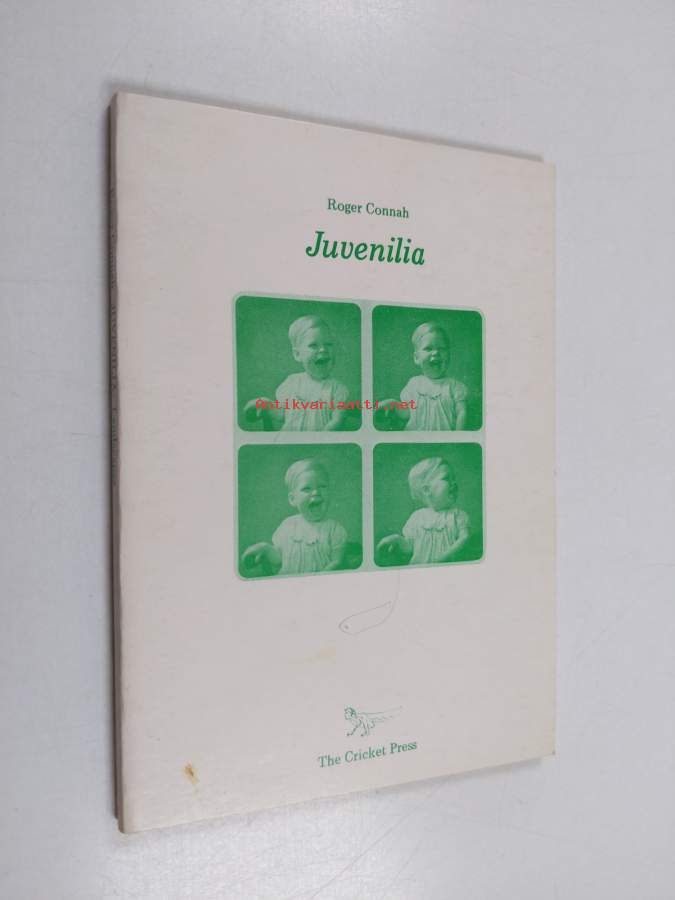 Roger Connah
Juvenilia
Antikvariaatti.net
The Cricket Press